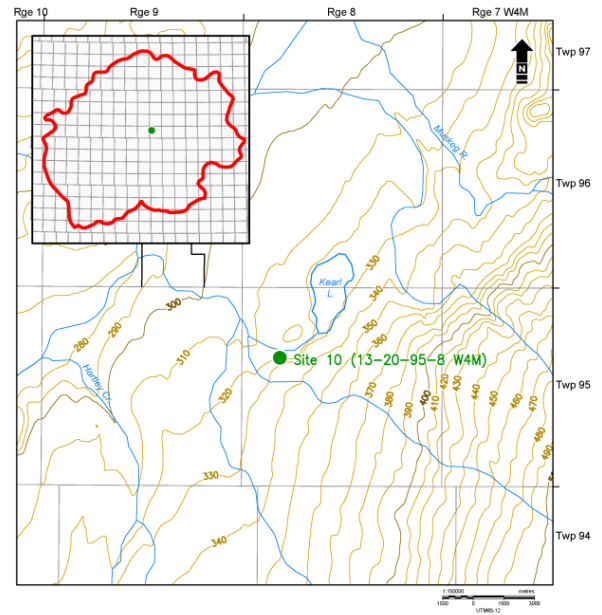 Rge 10
Rge 9
Rge 8
Rge 7 W4M
Twp 97
N
Muskeg R.
Twp 96
330
Kearl
L.
340
300
290
350
280
360
310
Site 10 (13-20-95-8 W4M)
Hartley Cr.
320
370
380
390
400
410
420
430
440
450
460
470
480
490
Twp 95
330
340
Twp 94
1:150000
metres
1500
0
1500
3000
UTM83-12